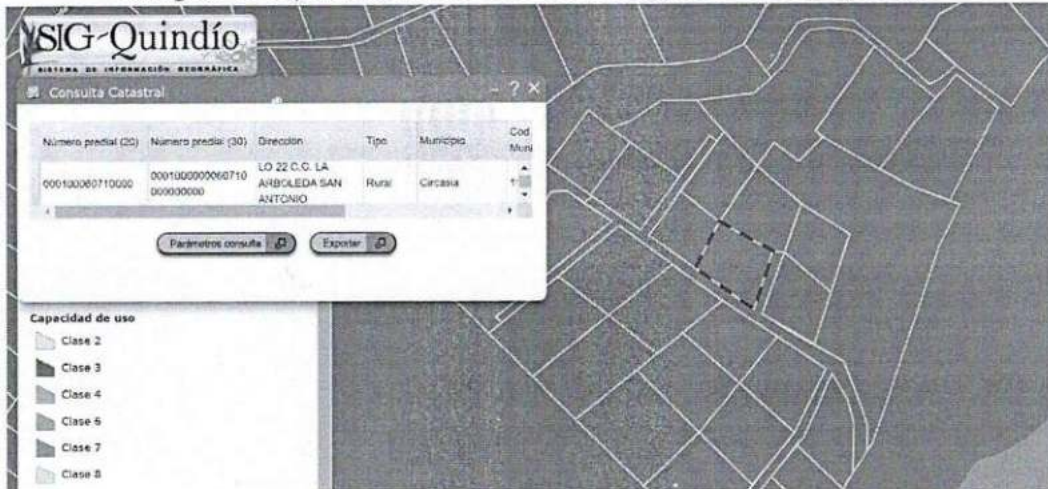 SIG-Quindío
SISTEMA DE INFORMACIÓN GEOGRÁFICA
Consulta Catastral
Número predial (20) Número predial (30) Dirección Tipo Municipio Cod. Muni
000100060710000 0001000000060710000000000 LO 22 C.G. LA ARBOLEDA SAN ANTONIO Rural Circasia
Parámetros consulta Exportar
Capacidad de uso
Clase 2
Clase 3
Clase 4
Clase 6
Clase 7
Clase 8